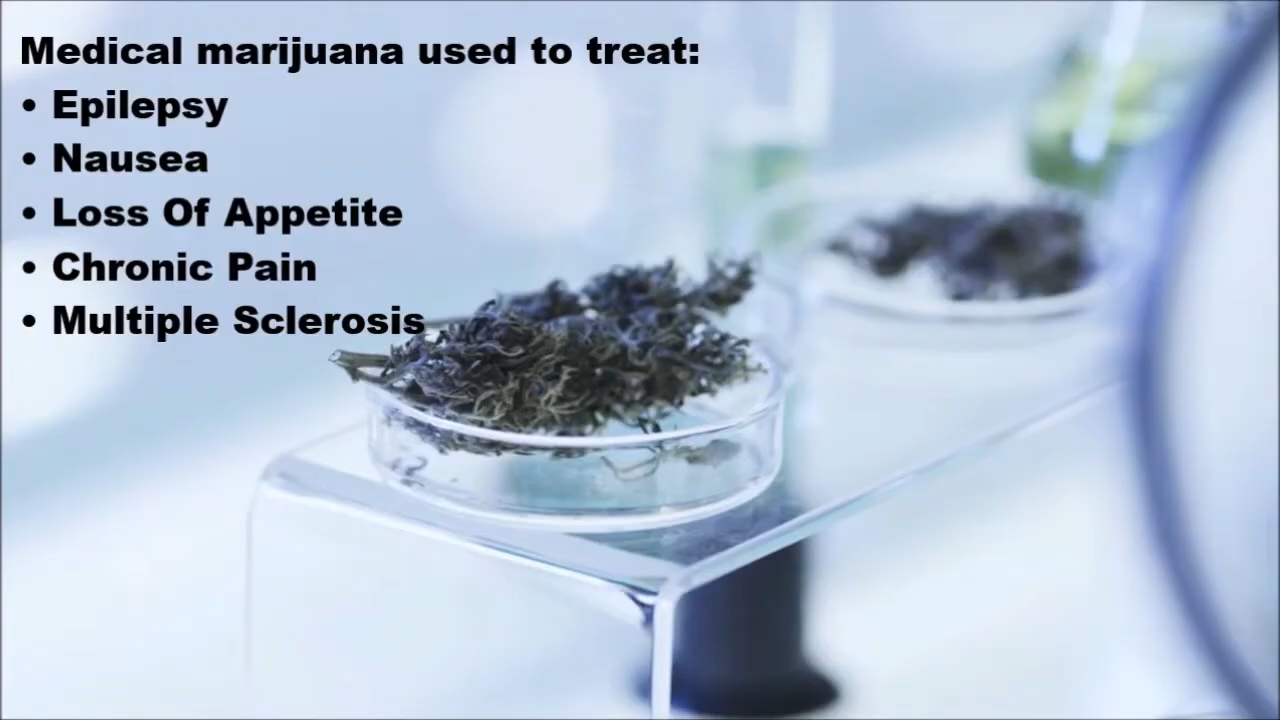 Medical marijuana used to treat:
• Epilepsy
• Nausea
• Loss Of Appetite
• Chronic Pain
• Multiple Sclerosis